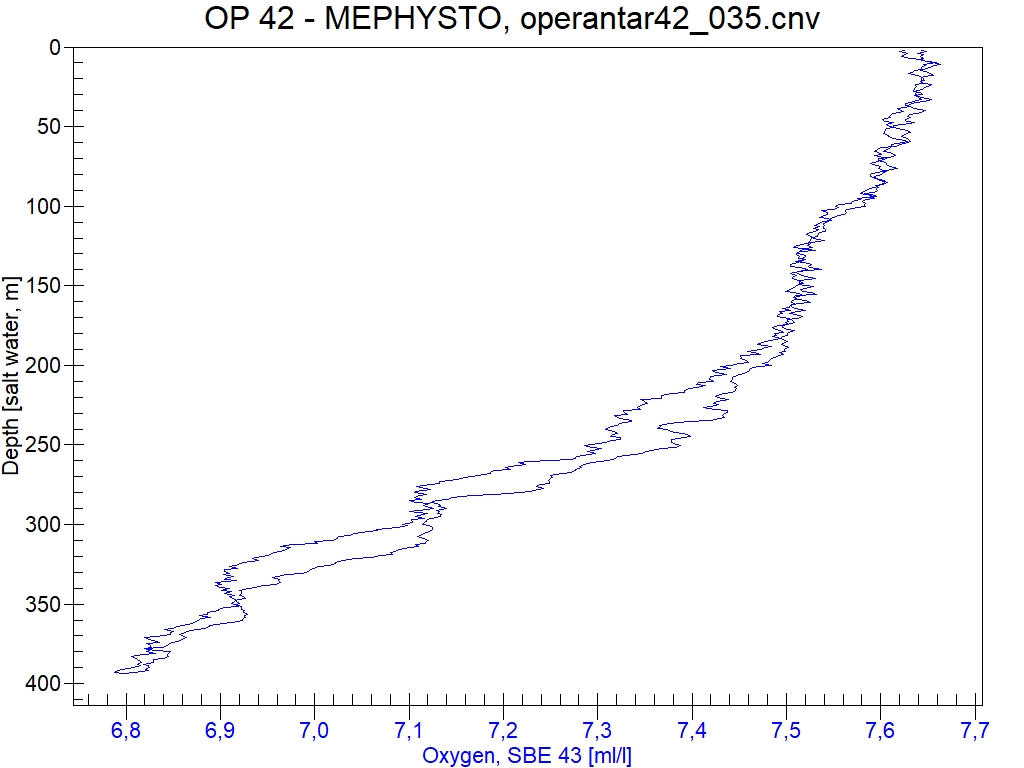 OP 42 - MEPHYSTO, operantar42_035.cnv
0
50
100
150
200
250
300
350
400
Depth [salt water, m]
6,8 6,9 7,0 7,1 7,2 7,3 7,4 7,5 7,6 7,7
Oxygen, SBE 43 [ml/l]